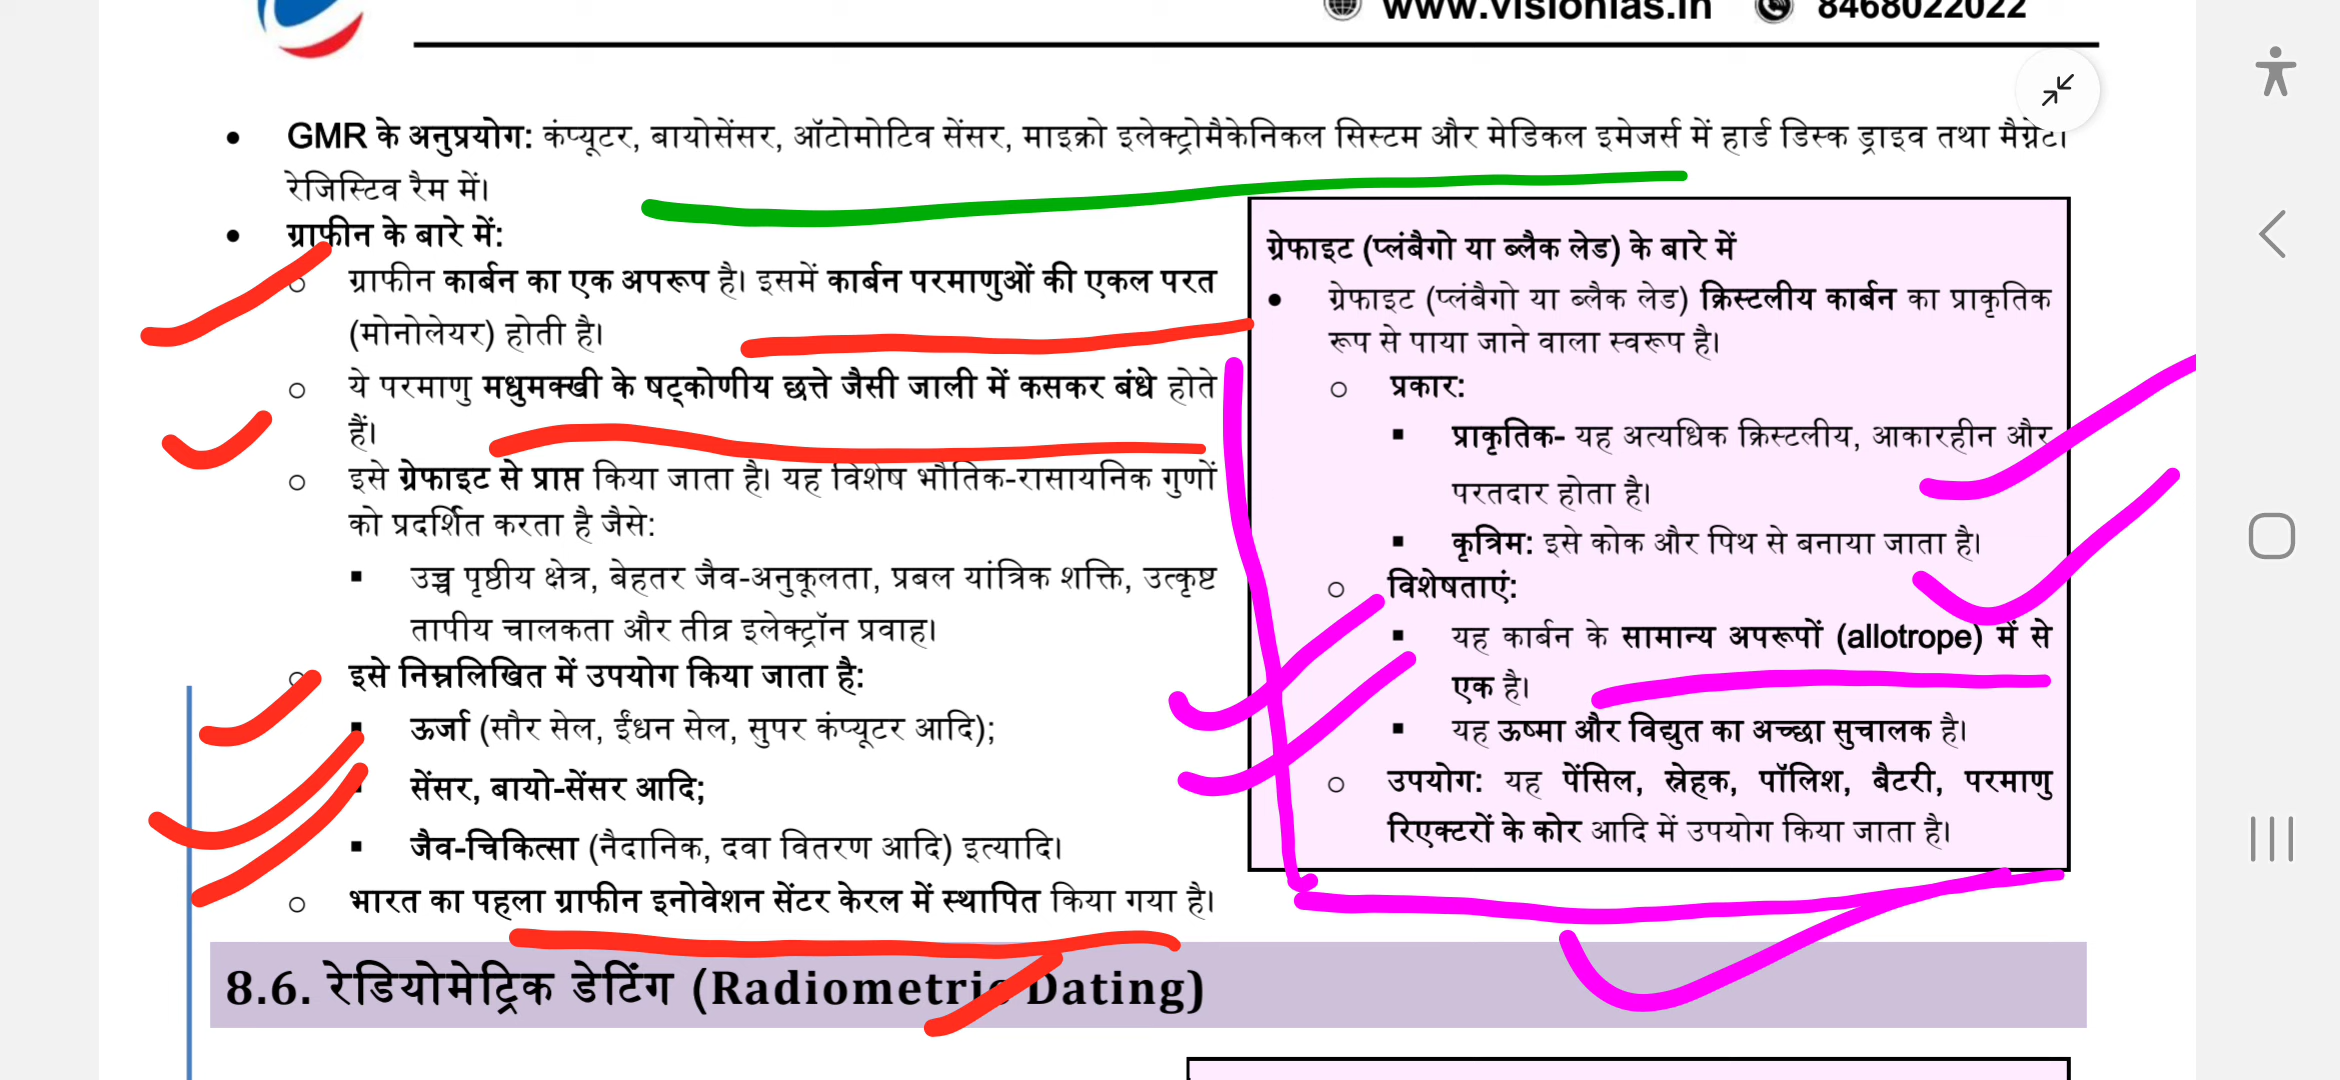 www.visionias.in 8468022022
• GMR के अनुप्रयोग: कंप्यूटर, बायोसेंसर, ऑटोमोटिव सेंसर, माइक्रो इलेक्ट्रोमैकेनिकल सिस्टम और मेडिकल इमेजर्स में हार्ड डिस्क ड्राइव तथा मैग्नेटो
रेजिस्टिव रैम में।
• ग्राफीन के बारे में:
○ ग्राफीन कार्बन का एक अपरूप है। इसमें कार्बन परमाणुओं की एकल परत
(मोनोलेयर) होती है।
○ ये परमाणु मधुमक्खी के षट्कोणीय छत्ते जैसी जाली में कसकर बंधे होते
हैं।
○ इसे ग्रेफाइट से प्राप्त किया जाता है। यह विशेष भौतिक-रासायनिक गुणों
को प्रदर्शित करता है जैसे:
▪ उच्च पृष्ठीय क्षेत्र, बेहतर जैव-अनुकूलता, प्रबल यांत्रिक शक्ति, उत्कृष्ट
तापीय चालकता और तीव्र इलेक्ट्रॉन प्रवाह।
○ इसे निम्नलिखित में उपयोग किया जाता है:
▪ ऊर्जा (सौर सेल, ईंधन सेल, सुपर कंप्यूटर आदि);
▪ सेंसर, बायो-सेंसर आदि;
▪ जैव-चिकित्सा (नैदानिक, दवा वितरण आदि) इत्यादि।
○ भारत का पहला ग्राफीन इनोवेशन सेंटर केरल में स्थापित किया गया है।
ग्रेफाइट (प्लंबैगो या ब्लैक लेड) के बारे में
• ग्रेफाइट (प्लंबैगो या ब्लैक लेड) क्रिस्टलीय कार्बन का प्राकृतिक
रूप से पाया जाने वाला स्वरूप है।
○ प्रकार:
▪ प्राकृतिक- यह अत्यधिक क्रिस्टलीय, आकारहीन और
परतदार होता है।
▪ कृत्रिम: इसे कोक और पिथ से बनाया जाता है।
○ विशेषताएं:
▪ यह कार्बन के सामान्य अपरूपों (allotrope) में से
एक है।
▪ यह ऊष्मा और विद्युत का अच्छा सुचालक है।
○ उपयोग: यह पेंसिल, स्नेहक, पॉलिश, बैटरी, परमाणु
रिएक्टरों के कोर आदि में उपयोग किया जाता है।
8.6. रेडियोमेट्रिक डेटिंग (Radiometric Dating)